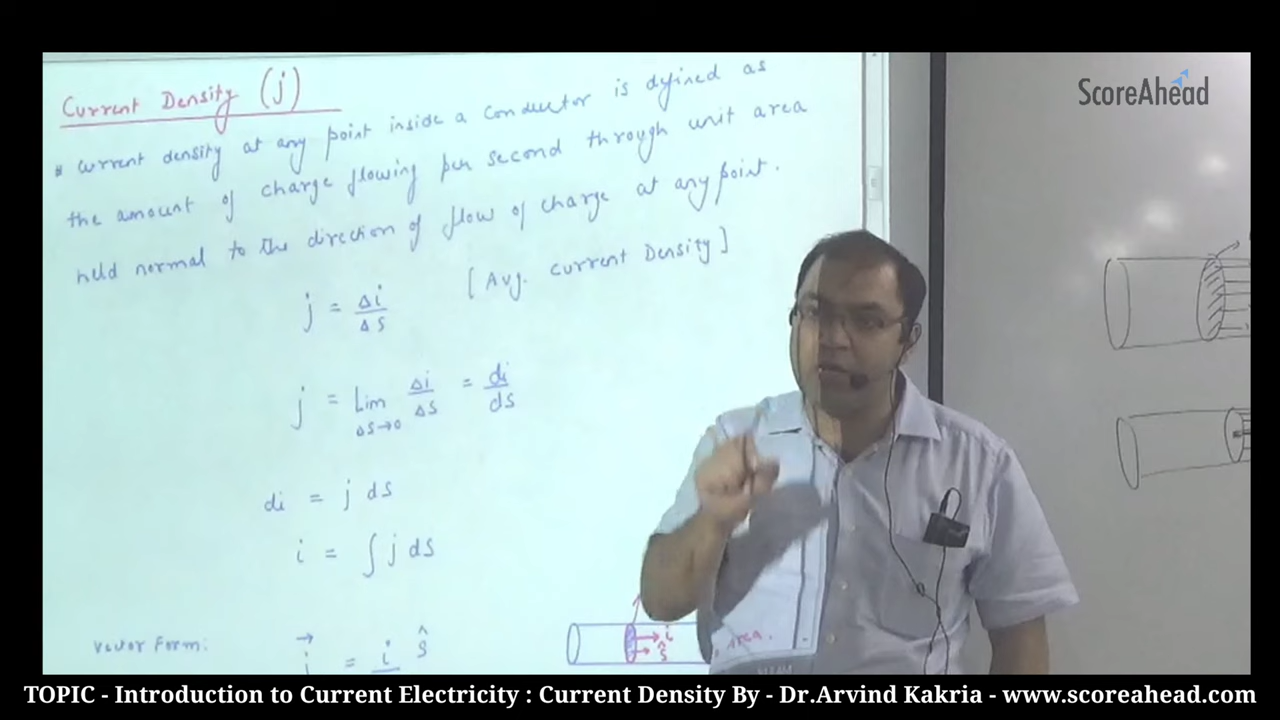 ScoreAhead
Current Density (j)
* current density at any point inside a conductor is defined as
the amount of charge flowing per second through unit area
held normal to the direction of flow of charge at any point.
j = Δi/ΔS [Avg. current Density]
j = Lim ΔS→0 Δi/ΔS = di/dS
di = j dS
i = ∫ j dS
Vector Form: j⃗ = i ŝ
i
ŝ
Area.
TOPIC - Introduction to Current Electricity : Current Density By - Dr.Arvind Kakria - www.scoreahead.com